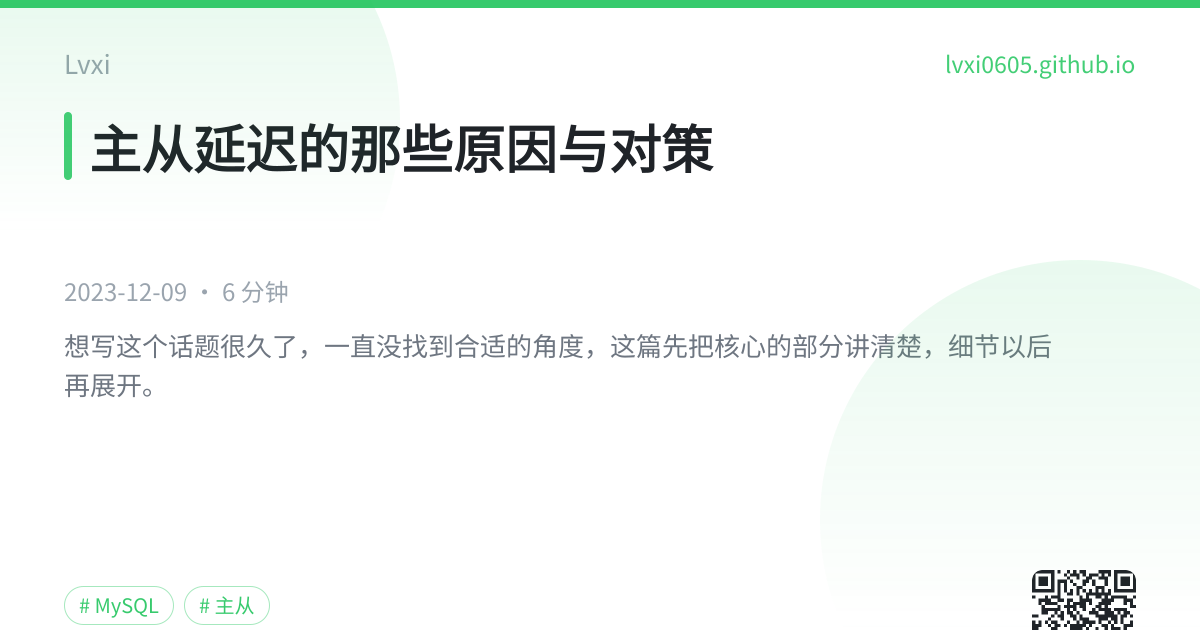 Lvxi
lvxi0605.github.io
主从延迟的那些原因与对策
2023-12-09 · 6 分钟
想写这个话题很久了，一直没找到合适的角度，这篇先把核心的部分讲清楚，细节以后
再展开。
# MySQL
# 主从